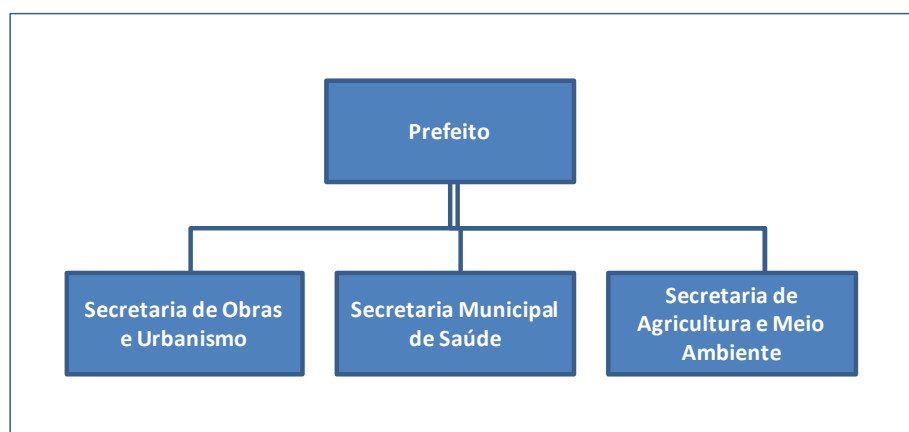 Prefeito
Secretaria de Obras
e Urbanismo
Secretaria Municipal
de Saúde
Secretaria de
Agricultura e Meio
Ambiente